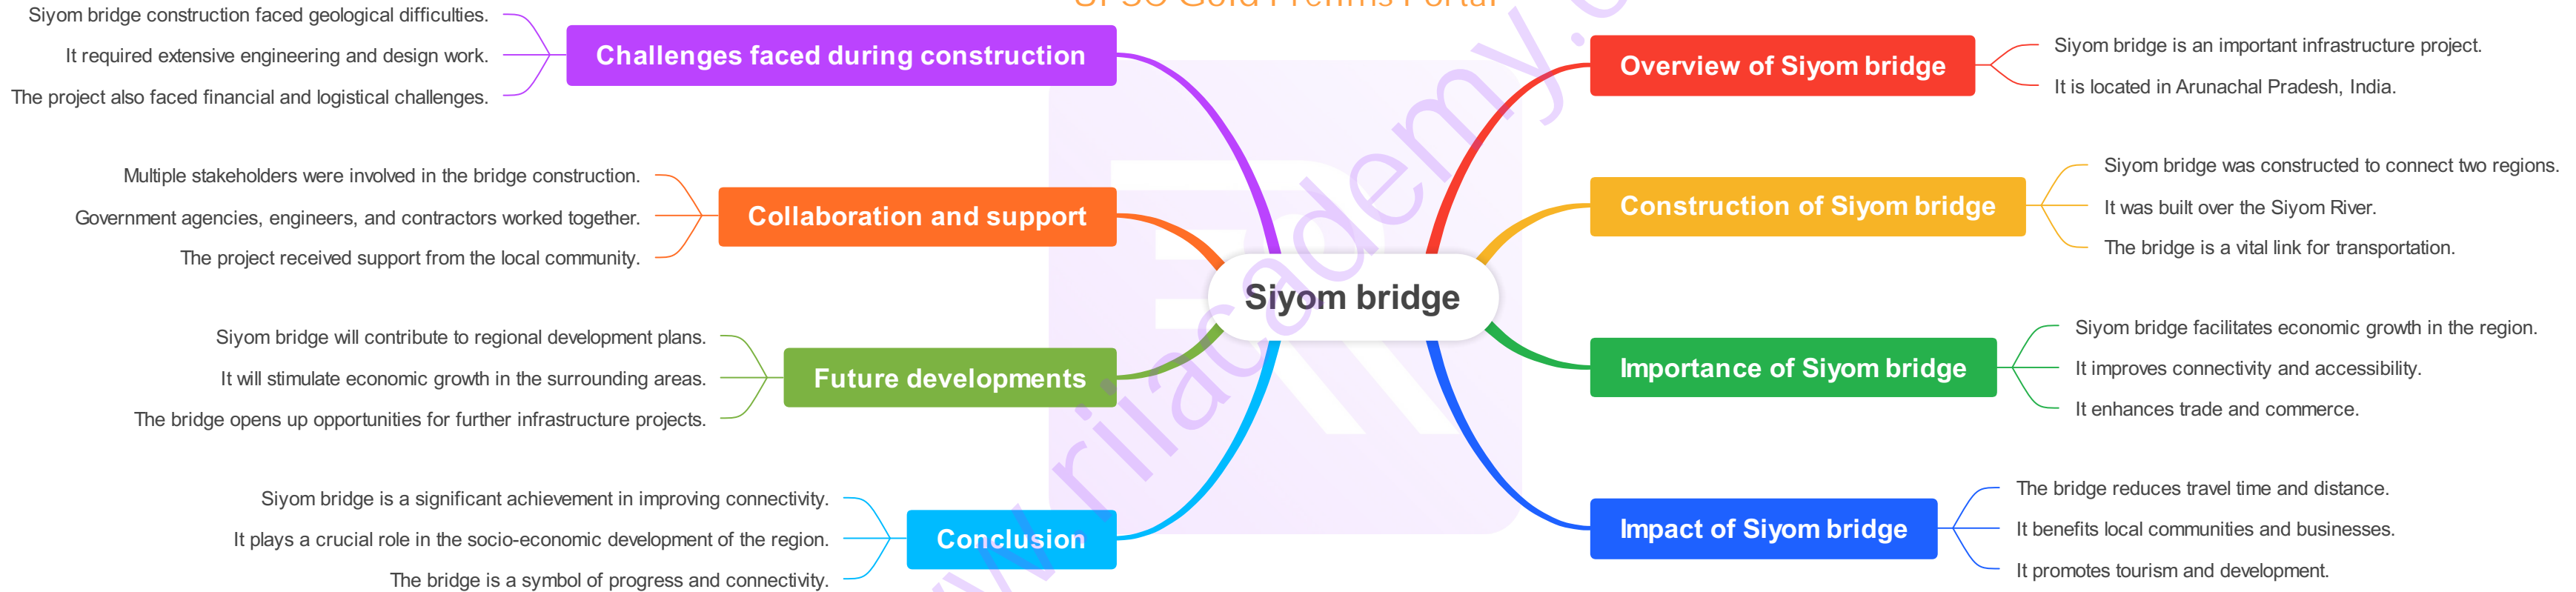 UPSC Gold Prelims Portal
Siyom bridge
Overview of Siyom bridge
Siyom bridge is an important infrastructure project.
It is located in Arunachal Pradesh, India.
Construction of Siyom bridge
Siyom bridge was constructed to connect two regions.
It was built over the Siyom River.
The bridge is a vital link for transportation.
Importance of Siyom bridge
Siyom bridge facilitates economic growth in the region.
It improves connectivity and accessibility.
It enhances trade and commerce.
Impact of Siyom bridge
The bridge reduces travel time and distance.
It benefits local communities and businesses.
It promotes tourism and development.
Challenges faced during construction
Siyom bridge construction faced geological difficulties.
It required extensive engineering and design work.
The project also faced financial and logistical challenges.
Collaboration and support
Multiple stakeholders were involved in the bridge construction.
Government agencies, engineers, and contractors worked together.
The project received support from the local community.
Future developments
Siyom bridge will contribute to regional development plans.
It will stimulate economic growth in the surrounding areas.
The bridge opens up opportunities for further infrastructure projects.
Conclusion
Siyom bridge is a significant achievement in improving connectivity.
It plays a crucial role in the socio-economic development of the region.
The bridge is a symbol of progress and connectivity.